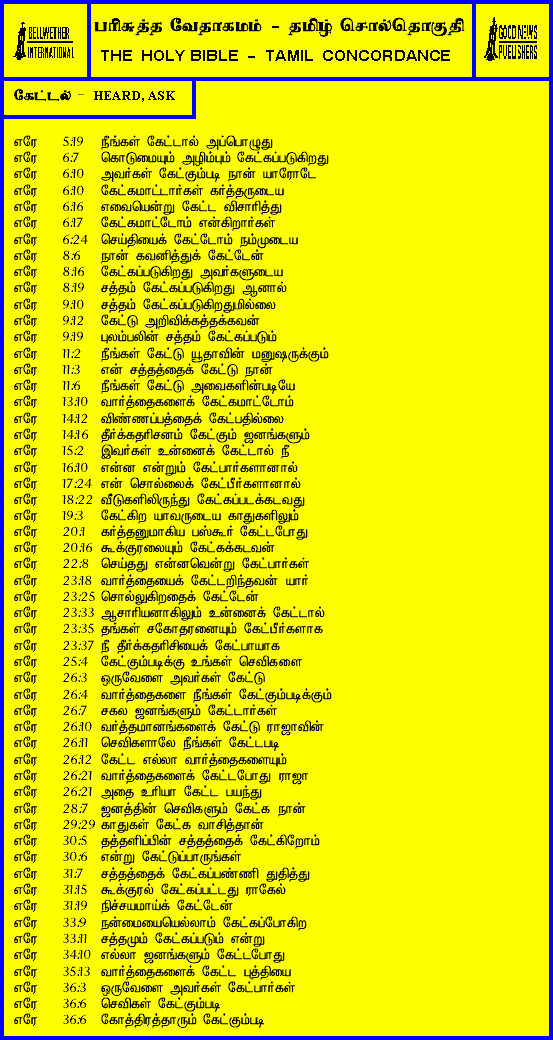 BELLWETHER
INTERNATIONAL
பரிசுத்த வேதாகமம் - தமிழ் சொல்தொகுதி
THE HOLY BIBLE - TAMIL CONCORDANCE
GOOD NEWS
PUBLISHERS
கேட்டல் - HEARD, ASK
எரே 5:19 நீங்கள் கேட்டால் அப்பொழுது
எரே 6:7 கொடுமையும் அழிம்பும் கேட்கப்படுகிறது
எரே 6:10 அவர்கள் கேட்கும்படி நான் யாரோடே
எரே 6:10 கேட்கமாட்டார்கள் கர்த்தருடைய
எரே 6:16 எவையென்று கேட்ட விசாரித்து
எரே 6:17 கேட்கமாட்டோம் என்கிறார்கள்
எரே 6:24 செய்தியைக் கேட்டோம் நம்முடைய
எரே 8:6 நான் கவனித்துக் கேட்டேன்
எரே 8:16 கேட்கப்படுகிறது அவர்களுடைய
எரே 8:19 சத்தம் கேட்கப்படுகிறது ஆனால்
எரே 9:10 சத்தம் கேட்கப்படுகிறதுமில்லை
எரே 9:12 கேட்டு அறிவிக்கத்தக்கவன்
எரே 9:19 புலம்பலின் சத்தம் கேட்கப்படும்
எரே 11:2 நீங்கள் கேட்டு யூதாவின் மனுஷருக்கும்
எரே 11:3 என் சத்தத்தைக் கேட்டு நான்
எரே 11:6 நீங்கள் கேட்டு அவைகளின்படியே
எரே 13:10 வார்த்தைகளைக் கேட்கமாட்டோம்
எரே 14:12 விண்ணப்பத்தைக் கேட்பதில்லை
எரே 14:16 தீர்க்கதரிசனம் கேட்கும் ஜனங்களும்
எரே 15:2 இவர்கள் உன்னைக் கேட்டால் நீ
எரே 16:10 என்ன என்றும் கேட்பார்களானால்
எரே 17:24 என் சொல்லைக் கேட்பீர்களானால்
எரே 18:22 வீடுகளிலிருந்து கேட்கப்படக்கடவது
எரே 19:3 கேட்கிற யாவருடைய காதுகளிலும்
எரே 20:1 கர்த்தனுமாகிய பஸ்கூர் கேட்டபோது
எரே 20:16 கூக்குரலையும் கேட்கக்கடவன்
எரே 22:8 செய்தது என்னவென்று கேட்பார்கள்
எரே 23:18 வார்த்தையைக் கேட்டறிந்தவன் யார்
எரே 23:25 சொல்லுகிறதைக் கேட்டேன்
எரே 23:33 ஆசாரியனாகிலும் உன்னைக் கேட்டால்
எரே 23:35 தங்கள் சகோதரனையும் கேட்பீர்களாக
எரே 23:37 நீ தீர்க்கதரிசியைக் கேட்பாயாக
எரே 25:4 கேட்கும்படிக்கு உங்கள் செவிகளை
எரே 26:3 ஒருவேளை அவர்கள் கேட்டு
எரே 26:4 வார்த்தைகளை நீங்கள் கேட்கும்படிக்கும்
எரே 26:7 சகல ஜனங்களும் கேட்டார்கள்
எரே 26:10 வர்த்தமானங்களைக் கேட்டு ராஜாவின்
எரே 26:11 செவிகளாலே நீங்கள் கேட்டபடி
எரே 26:12 கேட்ட எல்லா வார்த்தைகளையும்
எரே 26:21 வார்த்தைகளைக் கேட்டபோது ராஜா
எரே 26:21 அதை உரியா கேட்ட பயந்து
எரே 28:7 ஜனத்தின் செவிகளும் கேட்க நான்
எரே 29:29 காதுகள் கேட்க வாசித்தான்
எரே 30:5 தத்தளிப்பின் சத்தத்தைக் கேட்கிறோம்
எரே 30:6 என்று கேட்டுப்பாருங்கள்
எரே 31:7 சத்தத்தைக் கேட்கப்பண்ணி துதித்து
எரே 31:15 கூக்குரல் கேட்கப்பட்டது ராகேல்
எரே 31:19 நிச்சயமாய்க் கேட்டேன்
எரே 33:9 நன்மையையெல்லாம் கேட்கப்போகிற
எரே 33:11 சத்தமும் கேட்கப்படும் என்று
எரே 34:10 எல்லா ஜனங்களும் கேட்டபோது
எரே 35:13 வார்த்தைகளைக் கேட்ட புத்தியை
எரே 36:3 ஒருவேளை அவர்கள் கேட்பார்கள்
எரே 36:6 செவிகள் கேட்கும்படி
எரே 36:6 கோத்திரத்தாரும் கேட்கும்படி